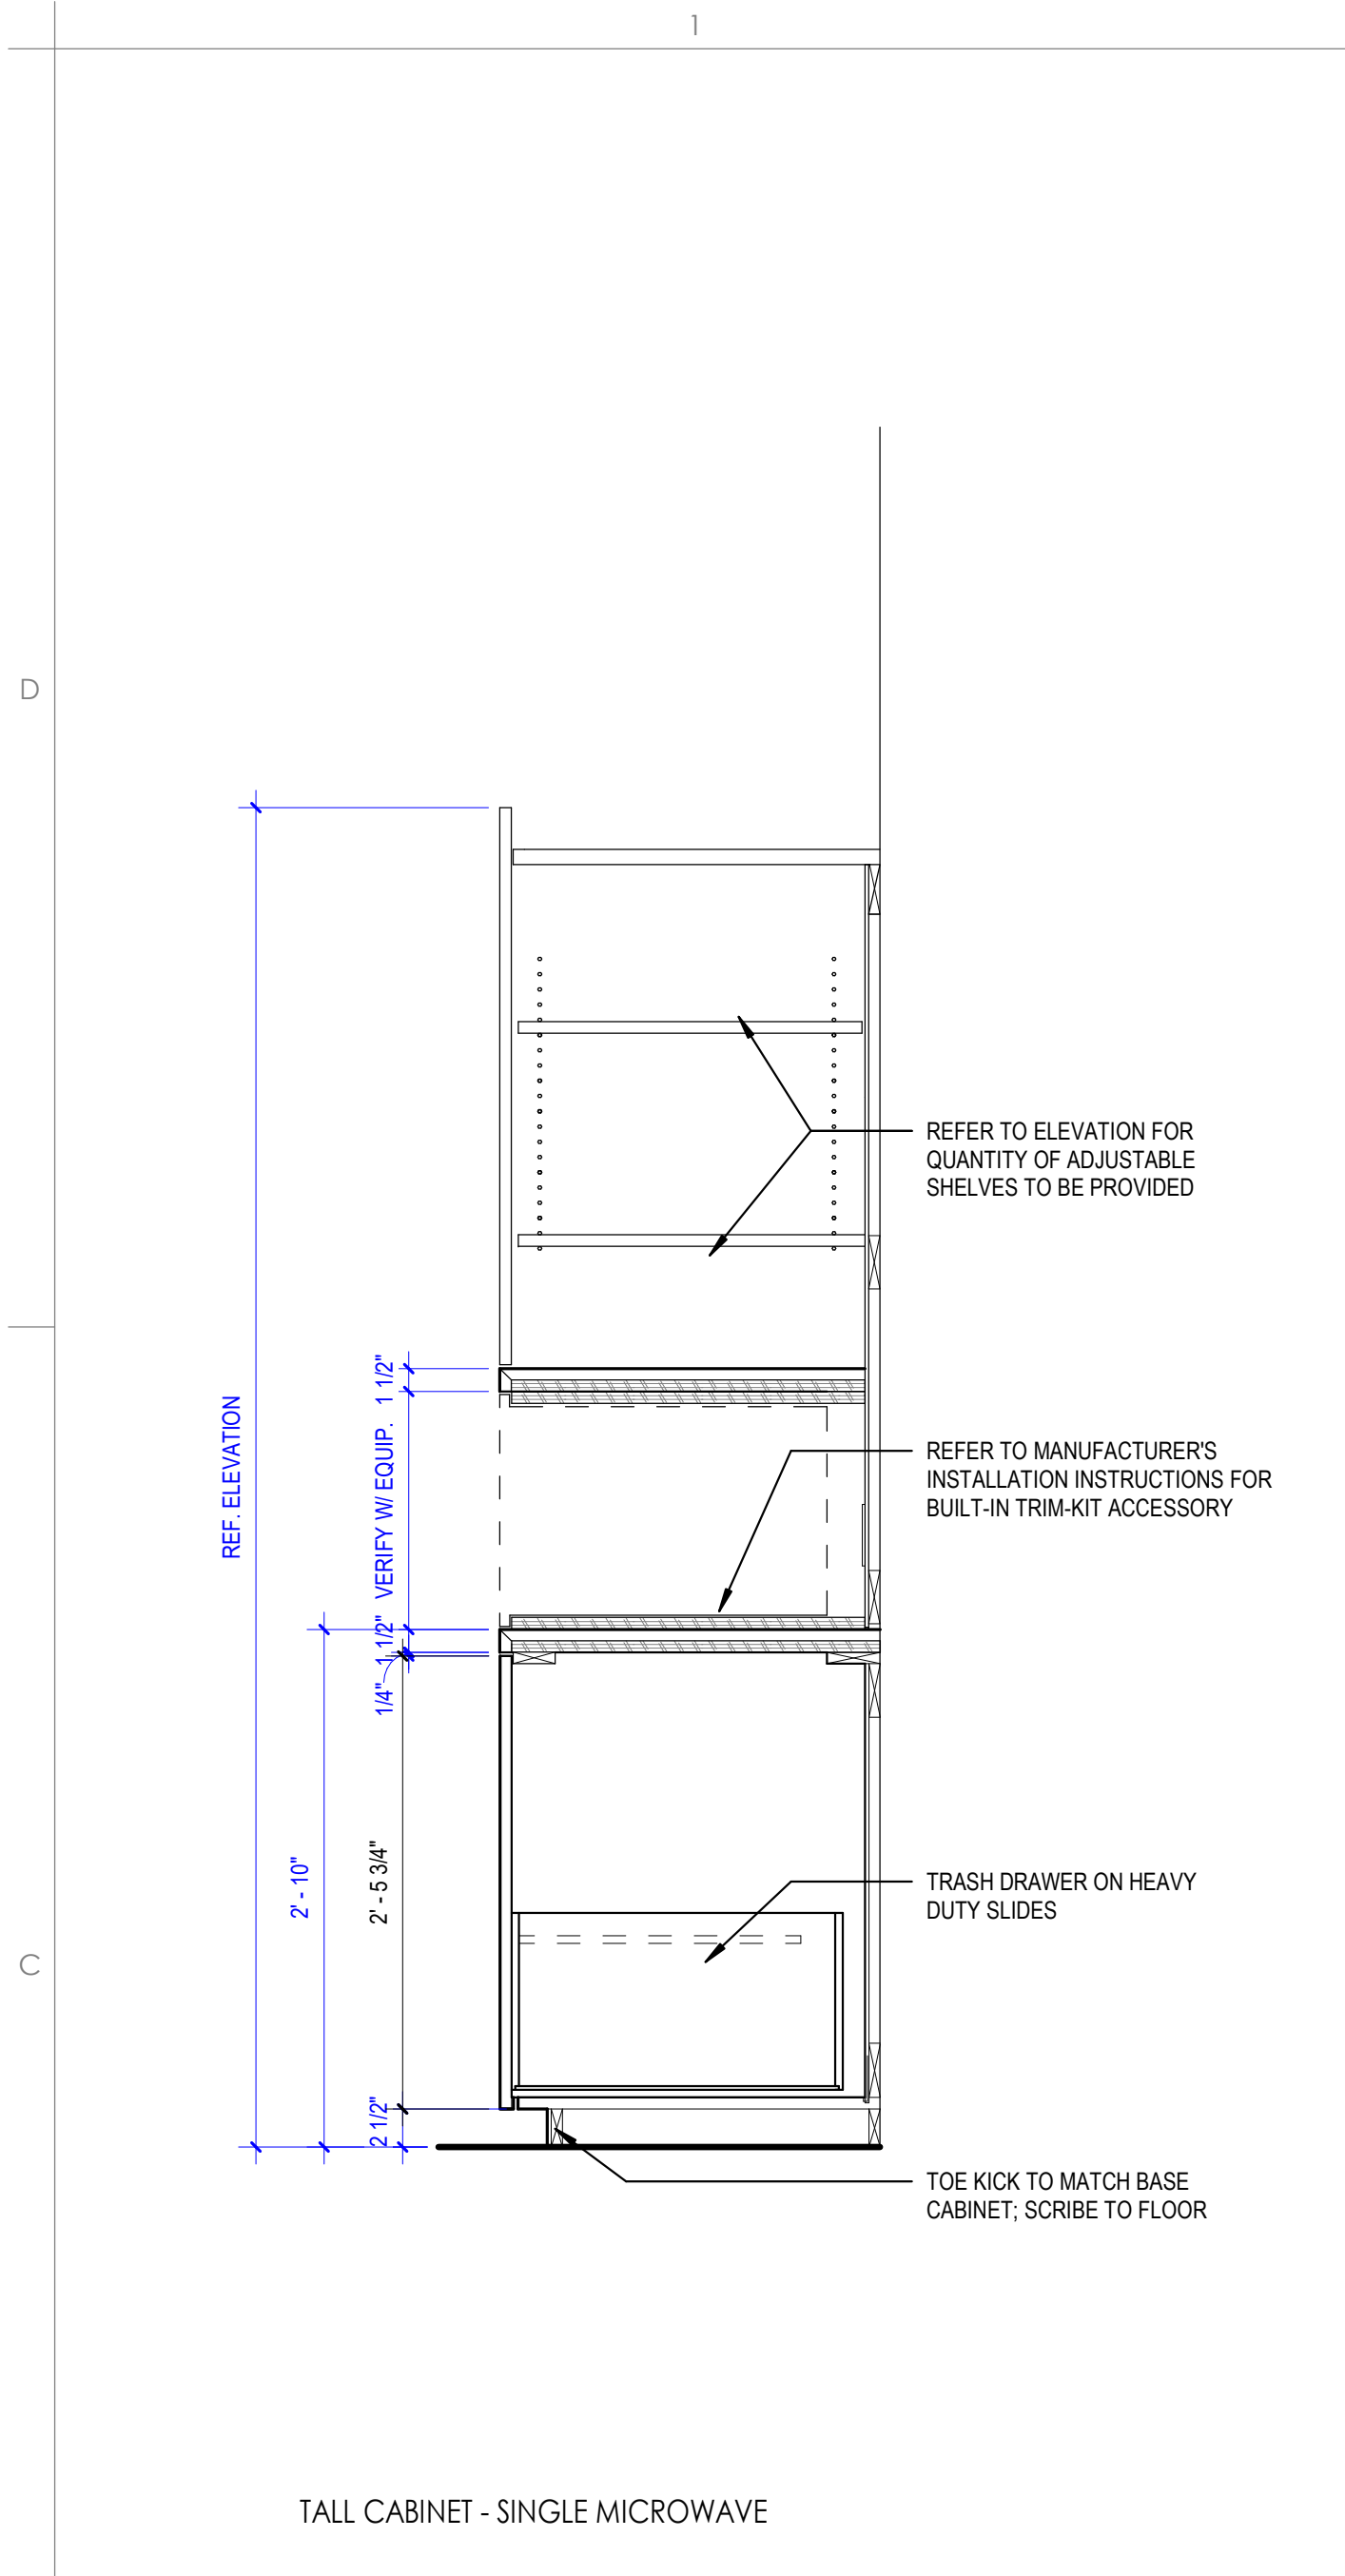 1
D
REFER TO ELEVATION FOR
QUANTITY OF ADJUSTABLE
SHELVES TO BE PROVIDED
REF. ELEVATION
1 1/2"
VERIFY W/ EQUIP.
1 1/2"
1/4"
REFER TO MANUFACTURER'S
INSTALLATION INSTRUCTIONS FOR
BUILT-IN TRIM-KIT ACCESSORY
2' - 10"
2' - 5 3/4"
TRASH DRAWER ON HEAVY
DUTY SLIDES
C
2 1/2"
TOE KICK TO MATCH BASE
CABINET; SCRIBE TO FLOOR
TALL CABINET - SINGLE MICROWAVE